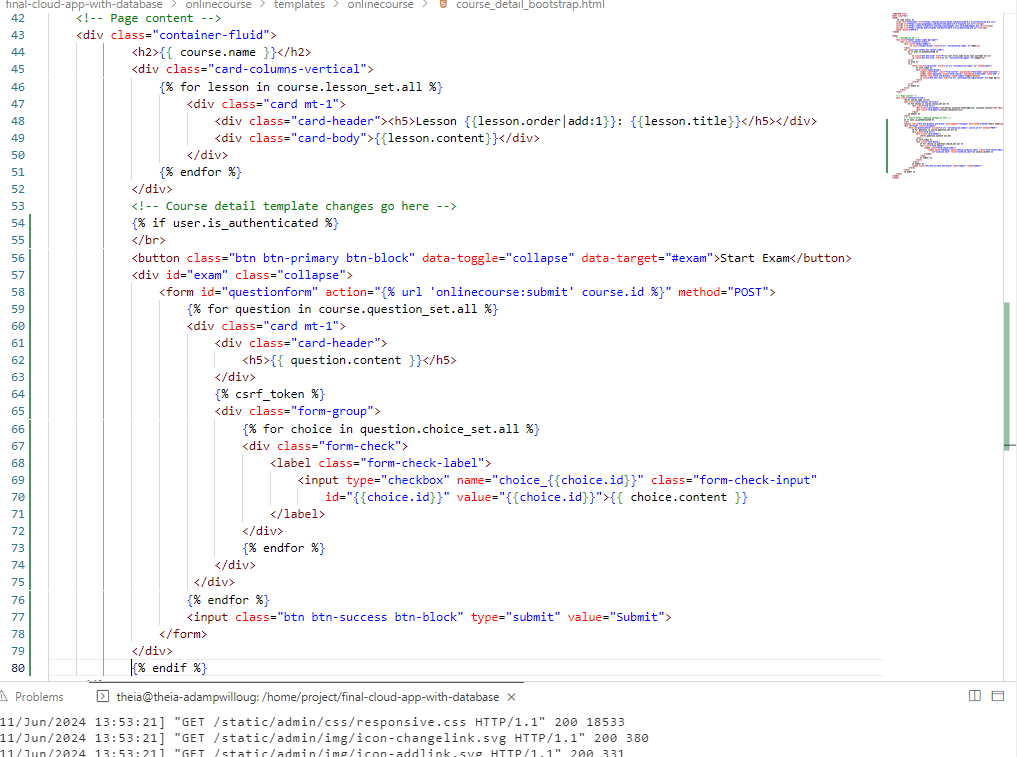 final-cloud-app-with-database > onlinecourse > templates > onlinecourse > course_detail_bootstrap.html
42 <!-- Page content -->
43 <div class="container-fluid">
44 <h2>{{ course.name }}</h2>
45 <div class="card-columns-vertical">
46 {% for lesson in course.lesson_set.all %}
47 <div class="card mt-1">
48 <div class="card-header"><h5>Lesson {{lesson.order|add:1}}: {{lesson.title}}</h5></div>
49 <div class="card-body">{{lesson.content}}</div>
50 </div>
51 {% endfor %}
52 </div>
53 <!-- Course detail template changes go here -->
54 {% if user.is_authenticated %}
55 </br>
56 <button class="btn btn-primary btn-block" data-toggle="collapse" data-target="#exam">Start Exam</button>
57 <div id="exam" class="collapse">
58 <form id="questionform" action="{% url 'onlinecourse:submit' course.id %}" method="POST">
59 {% for question in course.question_set.all %}
60 <div class="card mt-1">
61 <div class="card-header">
62 <h5>{{ question.content }}</h5>
63 </div>
64 {% csrf_token %}
65 <div class="form-group">
66 {% for choice in question.choice_set.all %}
67 <div class="form-check">
68 <label class="form-check-label">
69 <input type="checkbox" name="choice_{{choice.id}}" class="form-check-input"
70 id="{{choice.id}}" value="{{choice.id}}">{{ choice.content }}
71 </label>
72 </div>
73 {% endfor %}
74 </div>
75 </div>
76 {% endfor %}
77 <input class="btn btn-success btn-block" type="submit" value="Submit">
78 </form>
79 </div>
80 {% endif %}
Problems
theia@theia-adampwilloug: /home/project/final-cloud-app-with-database ×
11/Jun/2024 13:53:21] "GET /static/admin/css/responsive.css HTTP/1.1" 200 18533
11/Jun/2024 13:53:21] "GET /static/admin/img/icon-changelink.svg HTTP/1.1" 200 380
11/Jun/2024 13:53:21] "GET /static/admin/img/icon-addlink.svg HTTP/1.1" 200 331